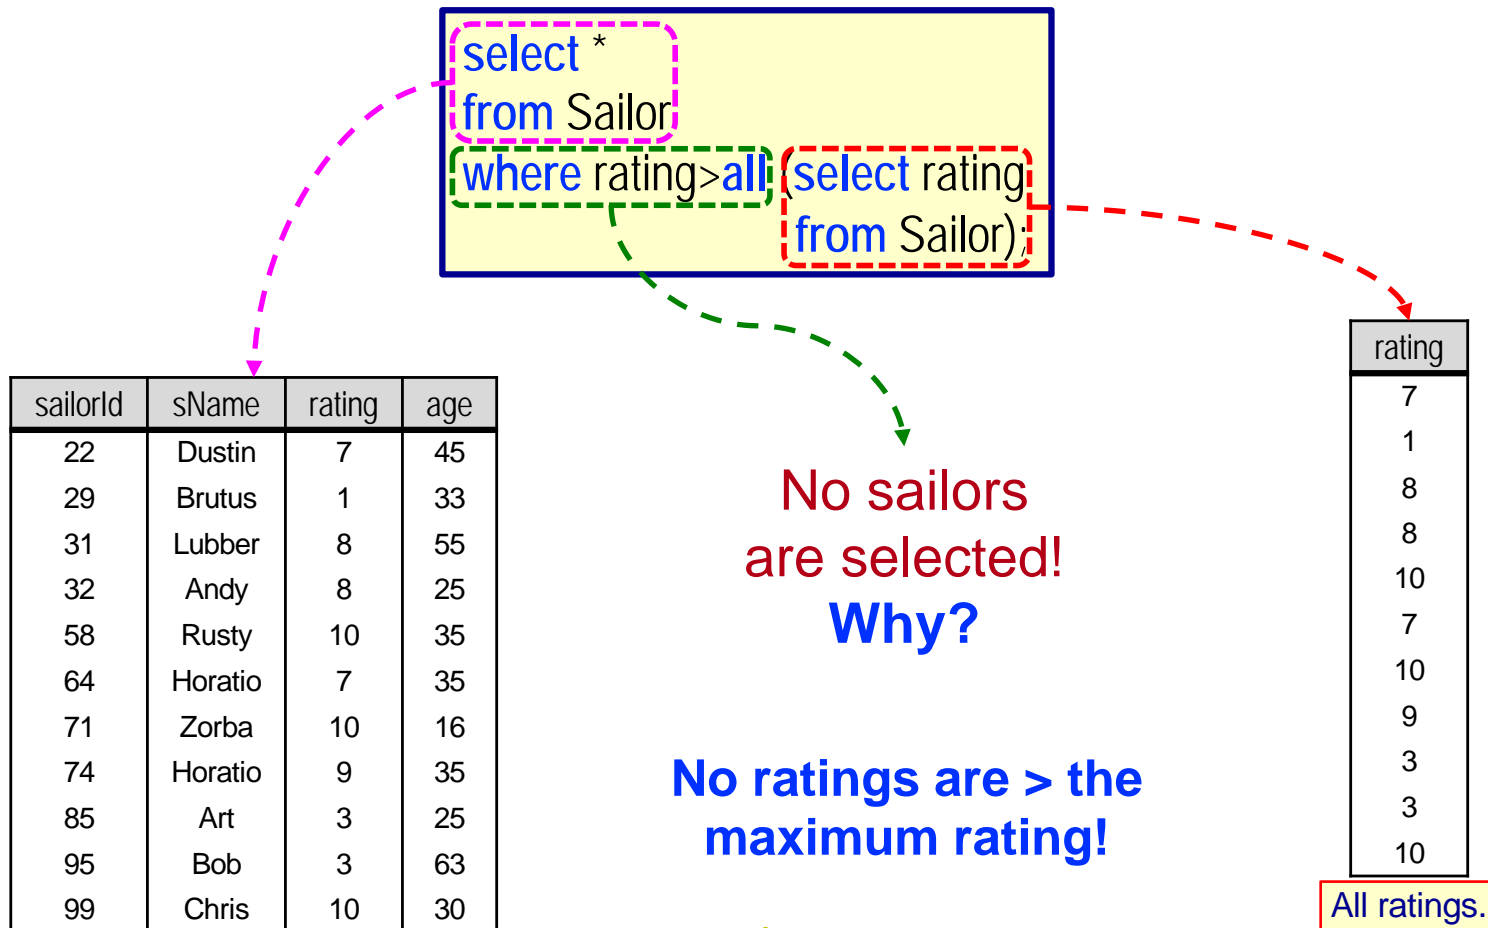 select *
from Sailor
where rating>all (select rating
from Sailor);
sailorId sName rating age
22 Dustin 7 45
29 Brutus 1 33
31 Lubber 8 55
32 Andy 8 25
58 Rusty 10 35
64 Horatio 7 35
71 Zorba 10 16
74 Horatio 9 35
85 Art 3 25
95 Bob 3 63
99 Chris 10 30
No sailors
are selected!
Why?
No ratings are > the
maximum rating!
rating
7
1
8
8
10
7
10
9
3
3
10
All ratings.